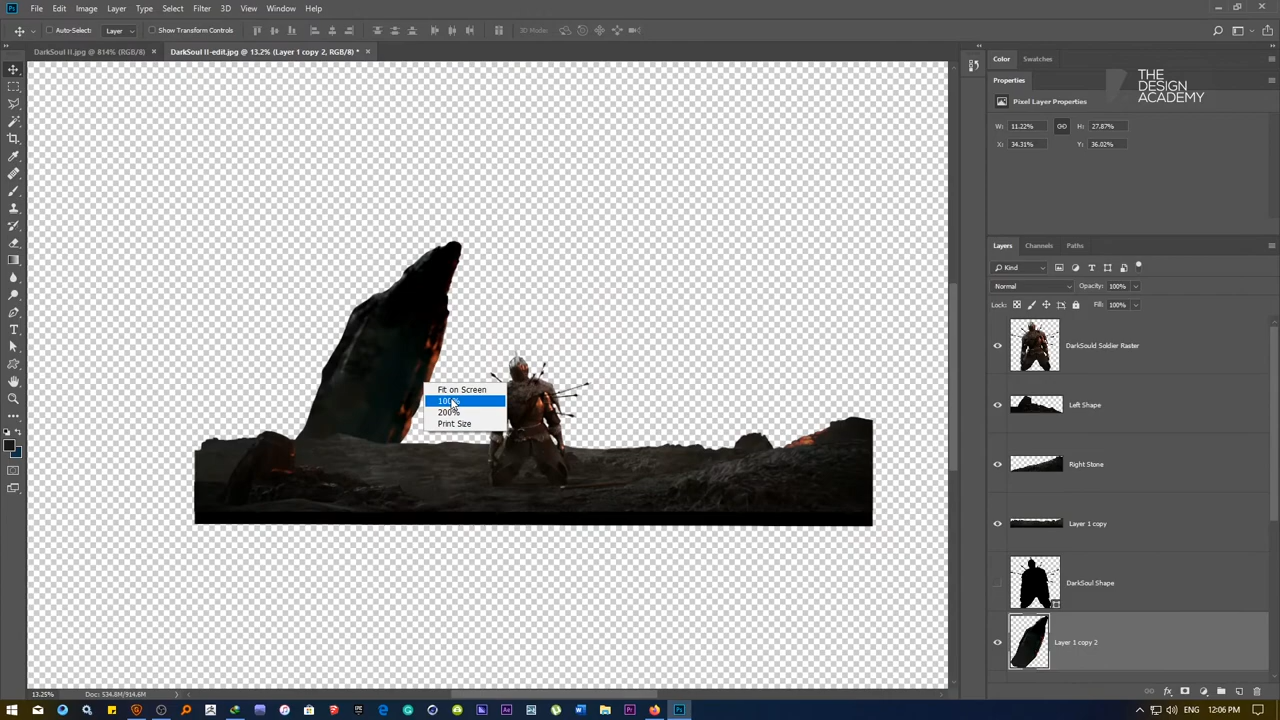 Ps File Edit Image Layer Type Select Filter 3D View Window Help
Auto-Select: Layer Show Transform Controls 3D Mode:
DarkSoul II.jpg @ 814% (RGB/8) × DarkSoul II-edit.jpg @ 13.2% (Layer 1 copy 2, RGB/8) * ×
Color Swatches
Properties
THE
DESIGN
ACADEMY
Pixel Layer Properties
W: 11.22% H: 27.87%
X: 34.31% Y: 36.02%
Layers Channels Paths
Kind
Normal Opacity: 100%
Lock: Fill: 100%
DarkSould Soldier Raster
Fit on Screen
100%
200%
Print Size
Left Shape
Right Stone
Layer 1 copy
DarkSoul Shape
Layer 1 copy 2
13.25% Doc: 534.8M/914.6M
12:06 PM